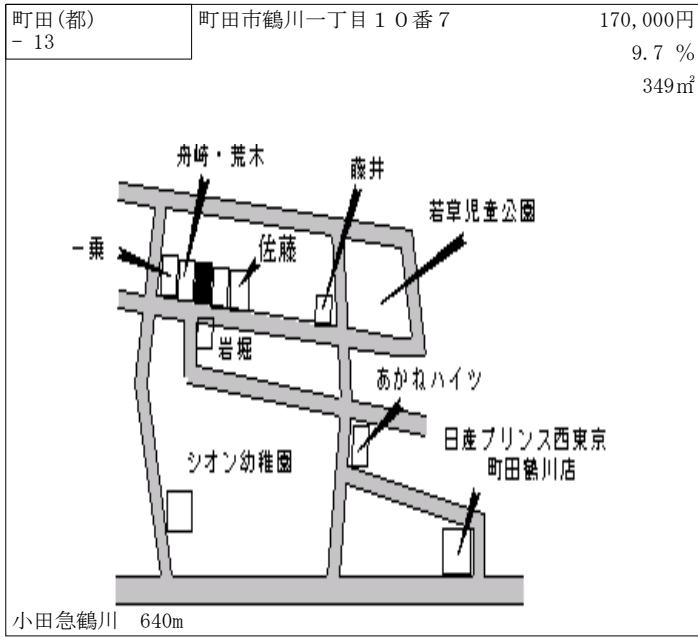 町田(都)
- 13
町田市鶴川一丁目１０番７
170,000円
9.7 %
349㎡
舟崎・荒木
藤井
若草児童公園
一乗
佐藤
岩堀
あかねハイツ
シオン幼稚園
日産プリンス西東京
町田鶴川店
小田急鶴川 640m